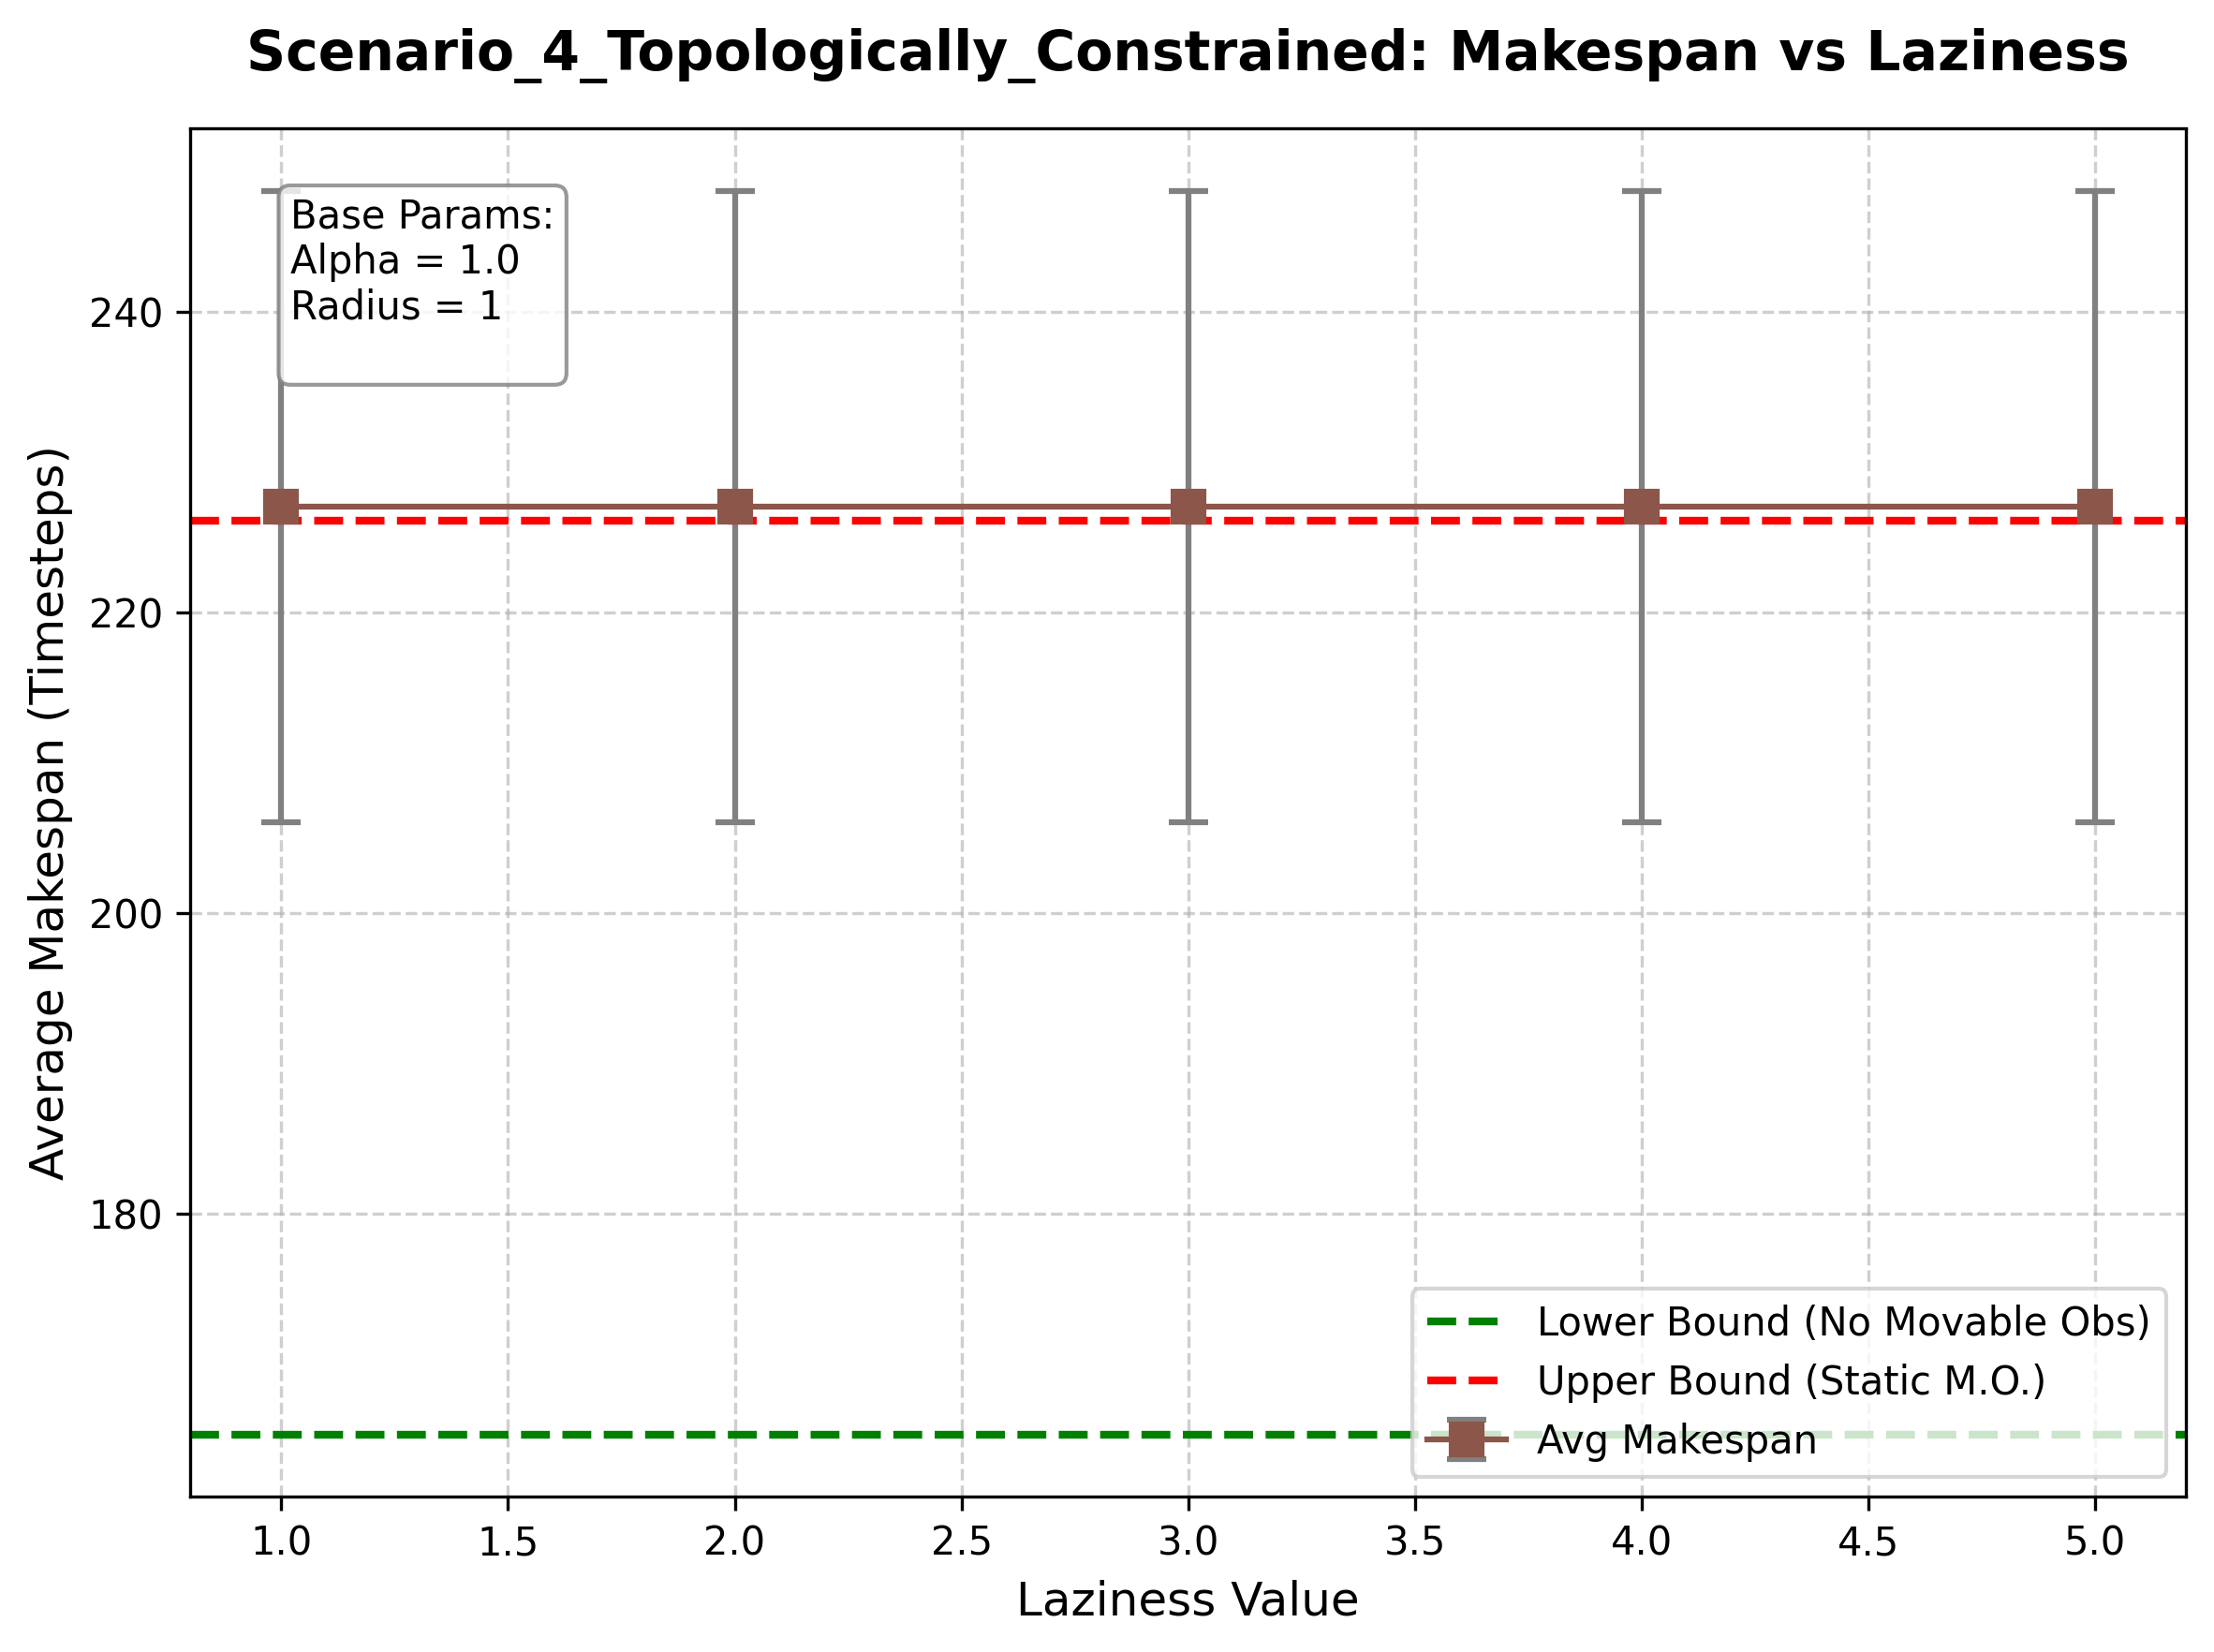 Scenario_4_Topologically_Constrained: Makespan vs Laziness
Base Params:
Alpha = 1.0
Radius = 1
240
220
200
180
Average Makespan (Timesteps)
Lower Bound (No Movable Obs)
Upper Bound (Static M.O.)
Avg Makespan
1.0 1.5 2.0 2.5 3.0 3.5 4.0 4.5 5.0
Laziness Value